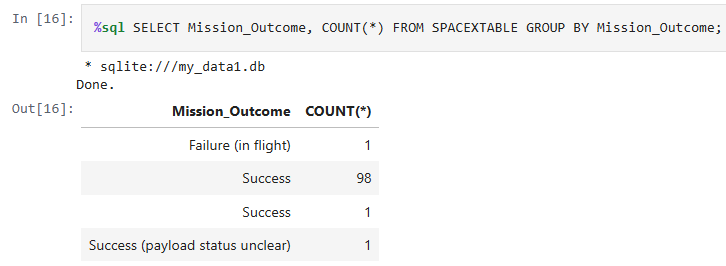 In [16]: %sql SELECT Mission_Outcome, COUNT(*) FROM SPACEXTABLE GROUP BY Mission_Outcome;
* sqlite:///my_data1.db
Done.
Out[16]: Mission_Outcome COUNT(*)
Failure (in flight) 1
Success 98
Success 1
Success (payload status unclear) 1